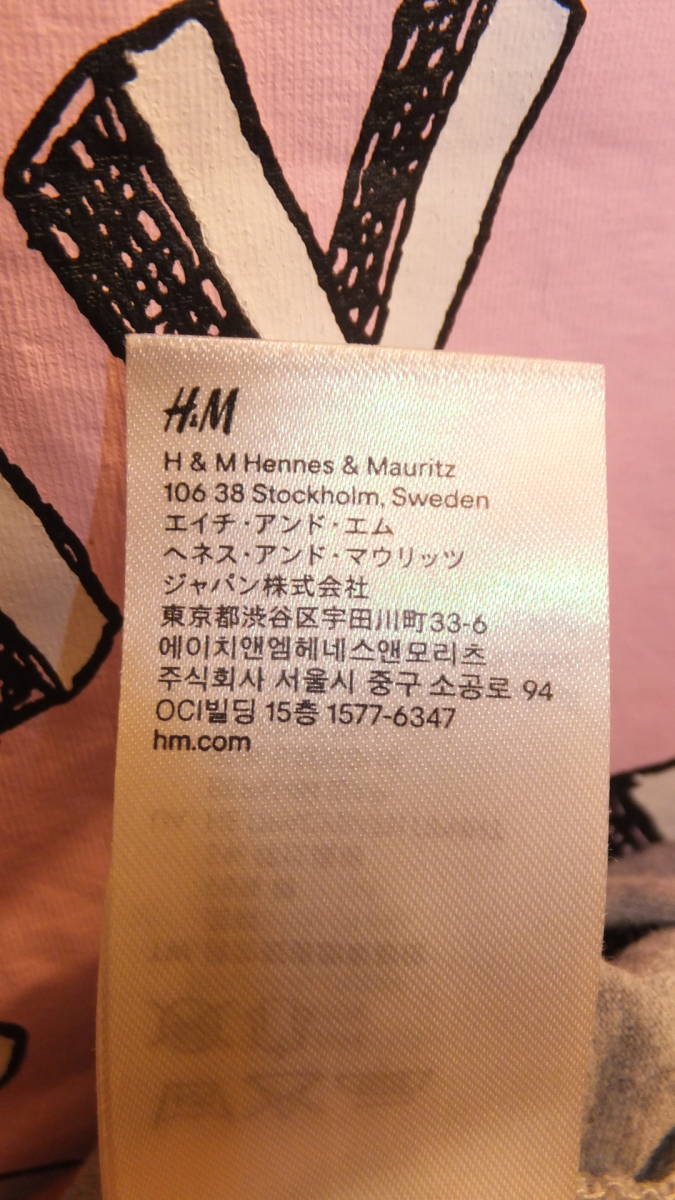 H&M
H & M Hennes & Mauritz
106 38 Stockholm, Sweden
エイチ・アンド・エム
ヘネス・アンド・マウリッツ
ジャパン株式会社
東京都渋谷区宇田川町33-6
에이치앤엠헤네스앤모리츠
주식회사 서울시 중구 소공로 94
OCI빌딩 15층 1577-6347
hm.com